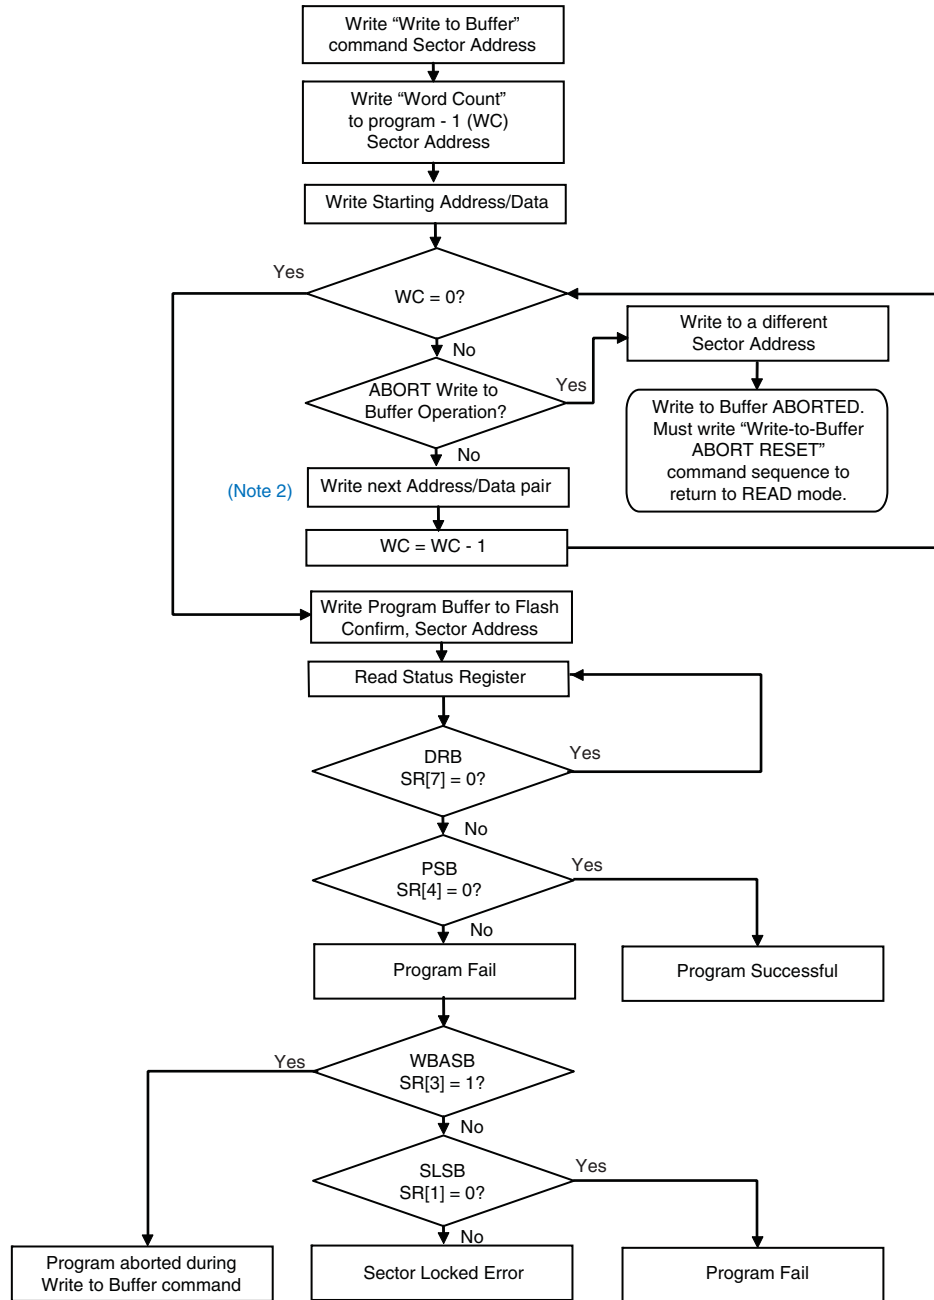 Write “Write to Buffer”
command Sector Address
Write “Word Count”
to program - 1 (WC)
Sector Address
Write Starting Address/Data
Yes
WC = 0?
No
Write to a different
Sector Address
ABORT Write to
Buffer Operation?
Yes
Write to Buffer ABORTED.
Must write “Write-to-Buffer
ABORT RESET”
command sequence to
return to READ mode.
No
(Note 2)
Write next Address/Data pair
WC = WC - 1
Write Program Buffer to Flash
Confirm, Sector Address
Read Status Register
DRB
SR[7] = 0?
Yes
No
PSB
SR[4] = 0?
Yes
No
Program Fail
Program Successful
Yes
WBASB
SR[3] = 1?
No
SLSB
SR[1] = 0?
Yes
No
Program aborted during
Write to Buffer command
Sector Locked Error
Program Fail